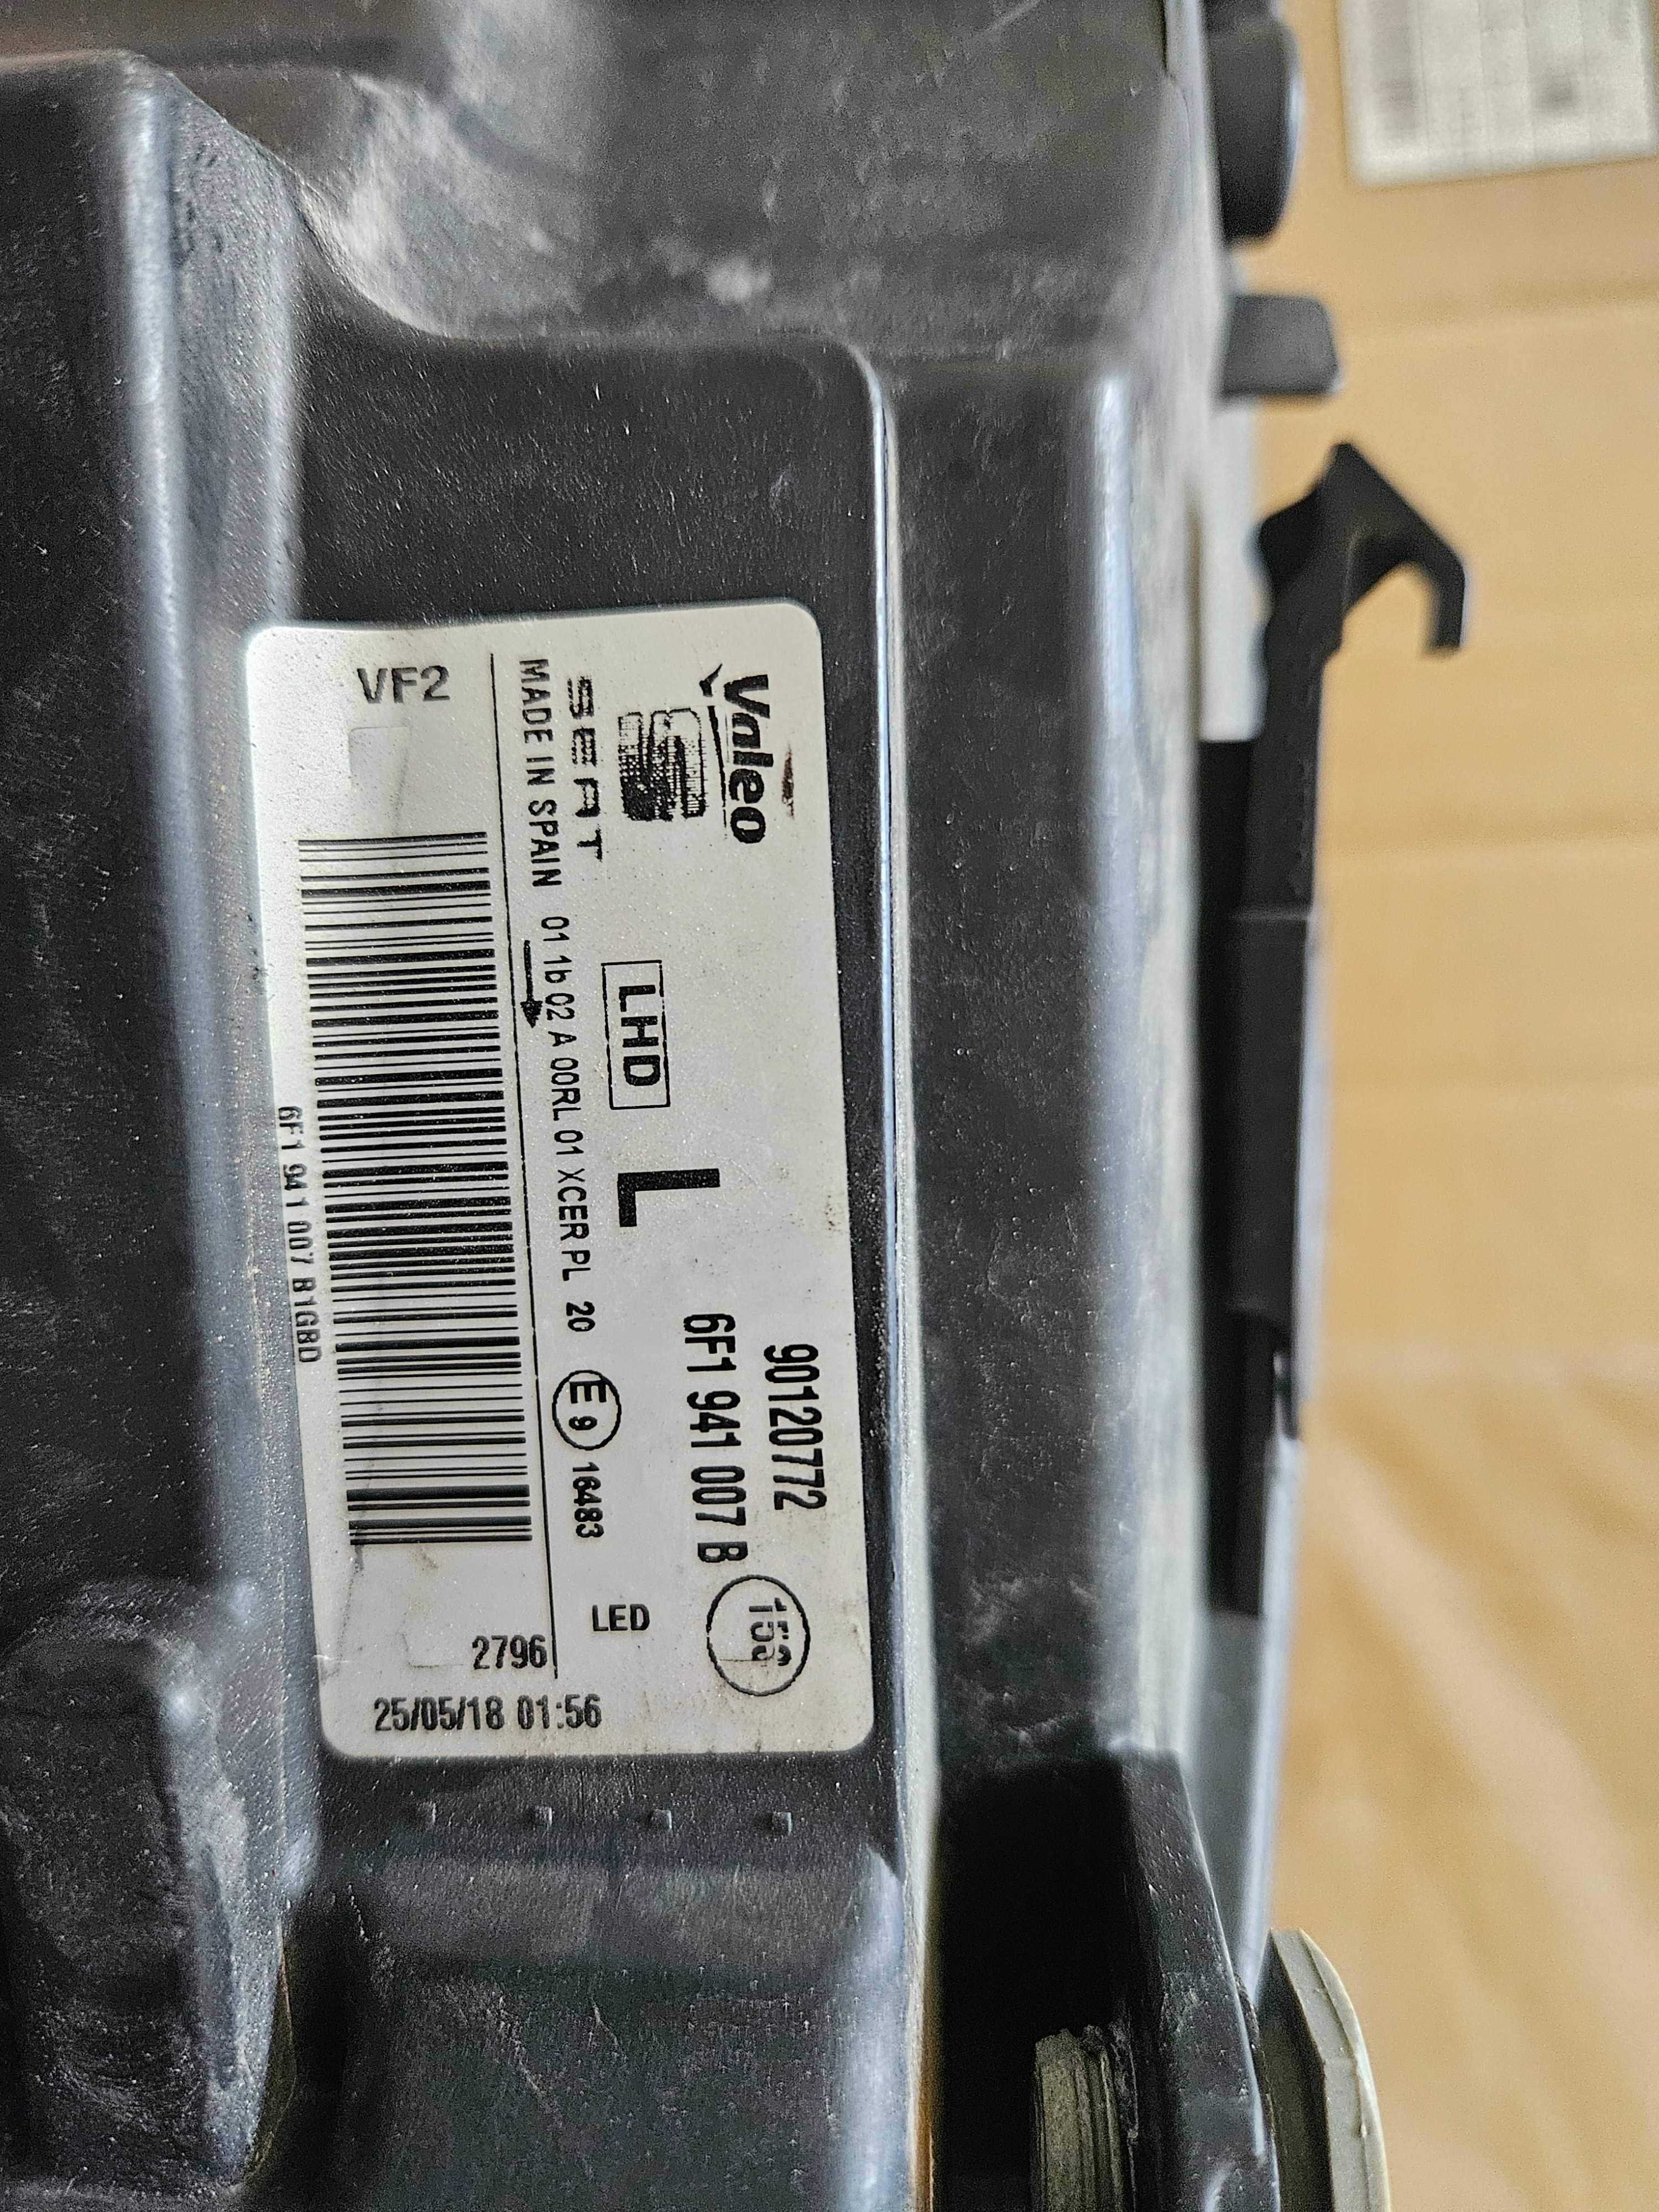 Valeo
90120772
SEAT
LHD
L
6F1 941 007 B
MADE IN SPAIN
01 1b 02 A 00RL 01 XCER PL 20
E 9
16483
LED
VF2
2796
25/05/18 01:56
6F1 941 007 B1GBD